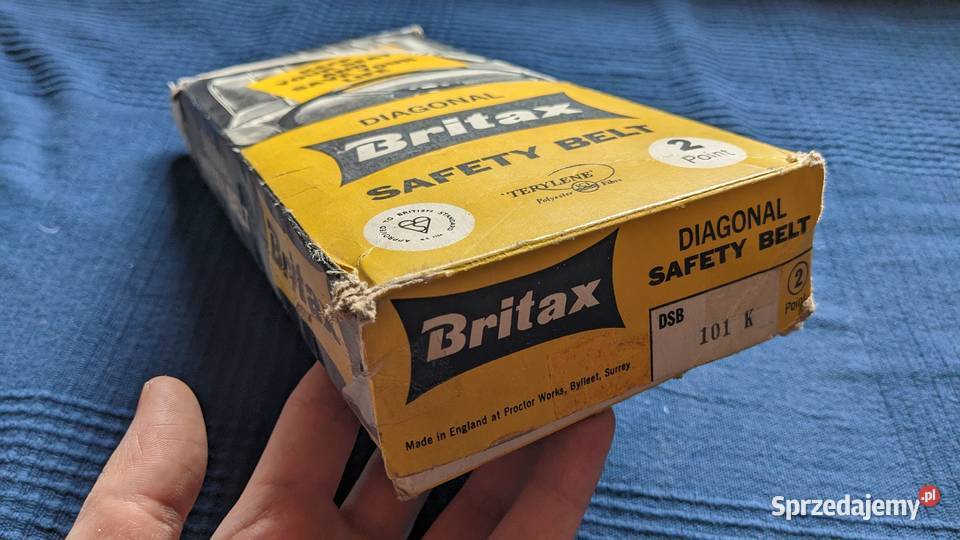 DIAGONAL
Britax
SAFETY BELT
2
Point
"TERYLENE"
Polyester Fibre
APPROVED TO BRITISH STANDARD
DIAGONAL
SAFETY BELT
Britax
DSB
101 K
2
Point
Made in England at Proctor Works, Byfleet, Surrey
Britax
Sprzedajemy.pl